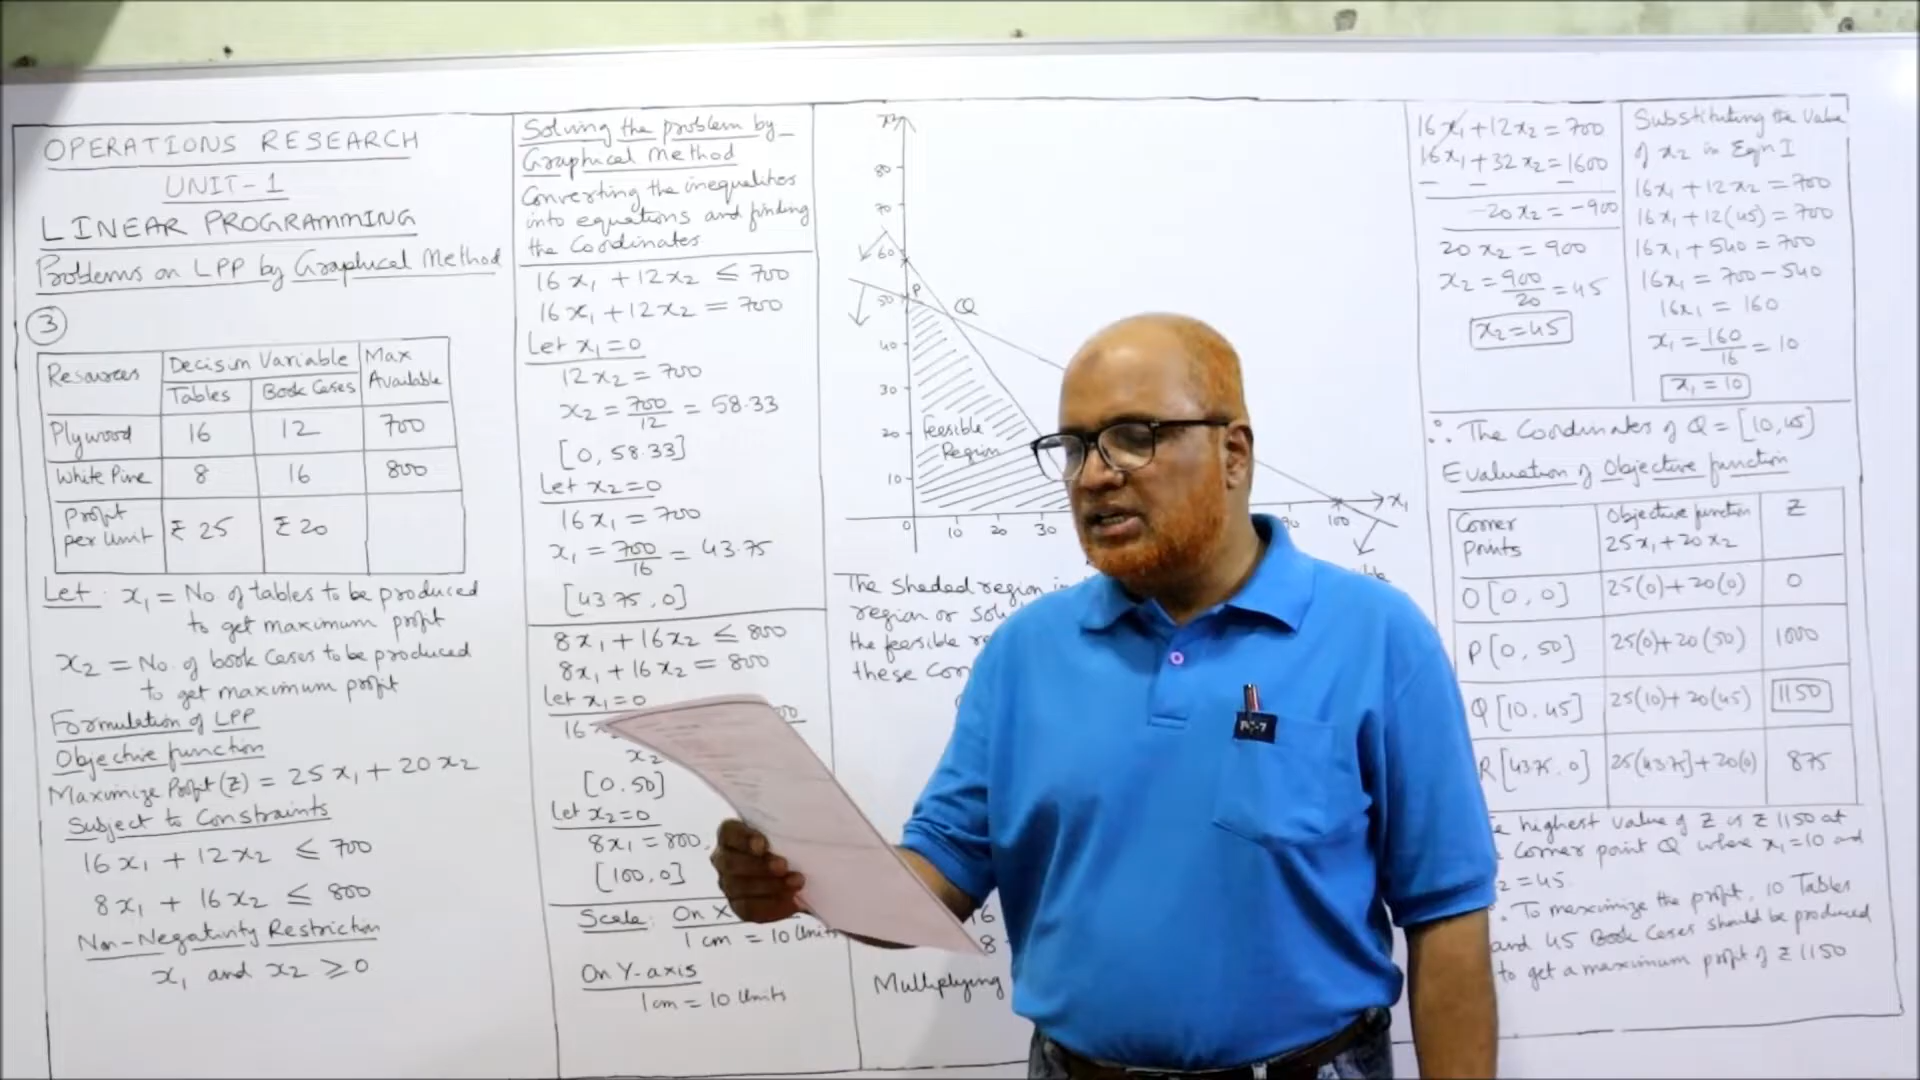 OPERATIONS RESEARCH
UNIT-1
LINEAR PROGRAMMING
Problems on LPP by Graphical Method
3
Resources
Decision Variable
Max Available
Tables
Book Cases
Plywood 16 12 700
White Pine 8 16 800
Profit per Unit ₹ 25 ₹ 20
Let: x₁ = No. of tables to be produced
to get maximum profit
x₂ = No. of book cases to be produced
to get maximum profit
Formulation of LPP
Objective function
Maximize Profit (Z) = 25x₁ + 20x₂
Subject to Constraints
16x₁ + 12x₂ ≤ 700
8x₁ + 16x₂ ≤ 800
Non-Negativity Restriction
x₁ and x₂ ≥ 0
Solving the problem by
Graphical Method
Converting the inequalities
into equations and finding
the Coordinates
16x₁ + 12x₂ ≤ 700
16x₁ + 12x₂ = 700
Let x₁=0
12x₂ = 700
x₂ = 700/12 = 58.33
[0, 58.33]
Let x₂=0
16x₁ = 700
x₁ = 700/16 = 43.75
[43.75, 0]
8x₁ + 16x₂ ≤ 800
8x₁ + 16x₂ = 800
Let x₁=0
16
x₂
[0.50]
Let x₂=0
8x₁ = 800,
[100,0]
Scale: On X
1 cm = 10 Units
On Y-axis
1cm = 10 Units
80
70
60
50 P
Q
40
30
20
10
Feasible
Region
0 10 20 30 90 100 x₁
The Shaded region
region or
the feasible
these
16
8
Multiplying
16x₁ + 12x₂ = 700
16x₁ + 32x₂ = 1600
− − −
-20x₂ = -900
20x₂ = 900
x₂ = 900/20 = 45
x₂ = 45
Substituting the Value
of x₂ in Eqn I
16x₁ + 12x₂ = 700
16x₁ + 12(45) = 700
16x₁ + 540 = 700
16x₁ = 700 - 540
16x₁ = 160
x₁ = 160/16 = 10
x₁ = 10
∴ The Coordinates of Q = [10,45]
Evaluation of Objective function
Corner points
Objective function 25x₁ + 20x₂
Z
O[0, 0] 25(0)+20(0) 0
P[0, 50] 25(0)+20(50) 1000
Q[10, 45] 25(10)+20(45) 1150
R[43.75, 0] 25(43.75)+20(0) 875
highest value of Z is ₹ 1150 at
corner point Q where x₁=10 and
= 45
∴ To maximize the profit, 10 Tables
and 45 Book Cases should be produced
to get a maximum profit of ₹ 1150